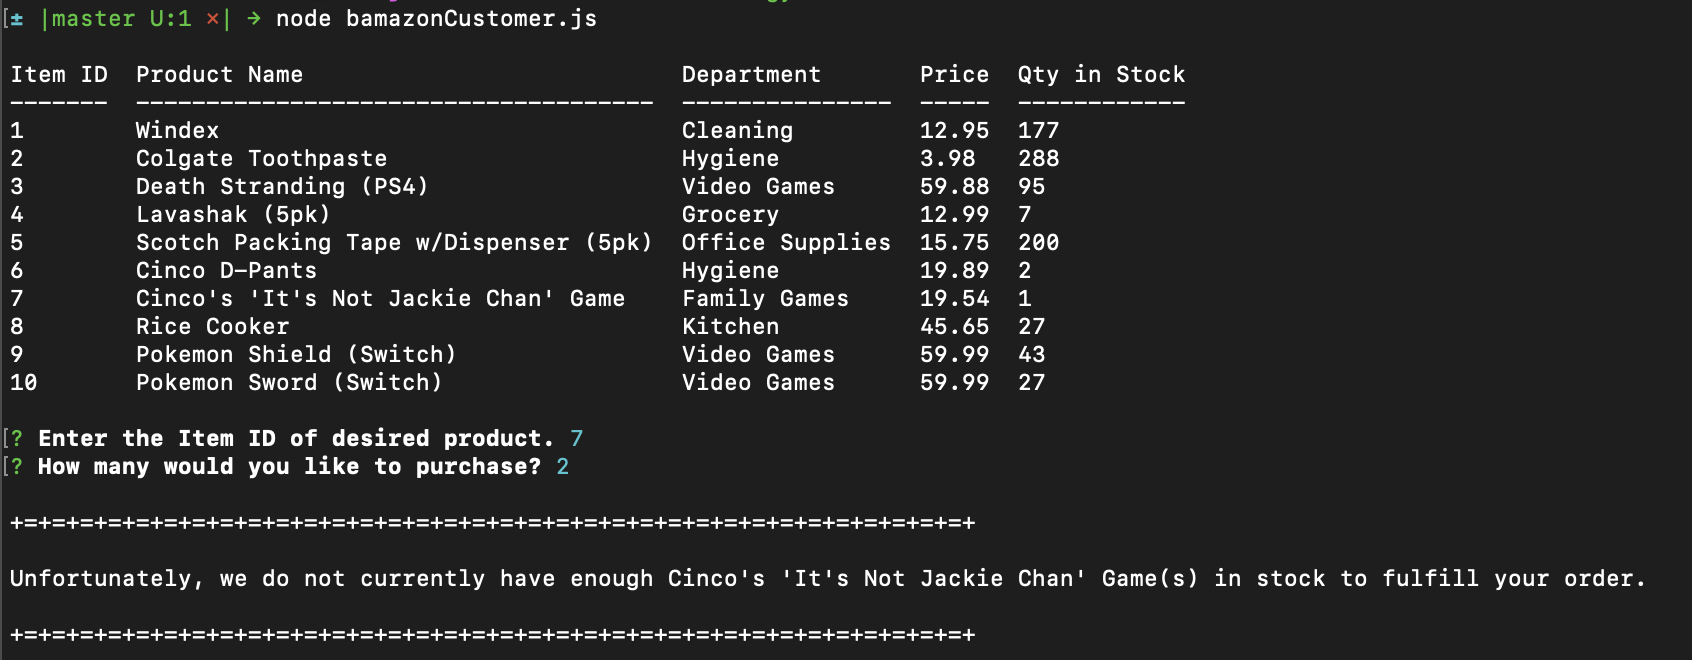 [± |master U:1 ×| → node bamazonCustomer.js
Item ID  Product Name                           Department       Price  Qty in Stock
-------  -------------------------------------  ---------------  -----  ------------
1        Windex                                 Cleaning         12.95  177
2        Colgate Toothpaste                     Hygiene          3.98   288
3        Death Stranding (PS4)                  Video Games      59.88  95
4        Lavashak (5pk)                         Grocery          12.99  7
5        Scotch Packing Tape w/Dispenser (5pk)  Office Supplies  15.75  200
6        Cinco D-Pants                          Hygiene          19.89  2
7        Cinco's 'It's Not Jackie Chan' Game    Family Games     19.54  1
8        Rice Cooker                            Kitchen          45.65  27
9        Pokemon Shield (Switch)                Video Games      59.99  43
10       Pokemon Sword (Switch)                 Video Games      59.99  27
[? Enter the Item ID of desired product. 7
[? How many would you like to purchase? 2
+=+=+=+=+=+=+=+=+=+=+=+=+=+=+=+=+=+=+=+=+=+=+=+=+=+=+=+=+=+=+=+=+=+=+
Unfortunately, we do not currently have enough Cinco's 'It's Not Jackie Chan' Game(s) in stock to fulfill your order.
+=+=+=+=+=+=+=+=+=+=+=+=+=+=+=+=+=+=+=+=+=+=+=+=+=+=+=+=+=+=+=+=+=+=+